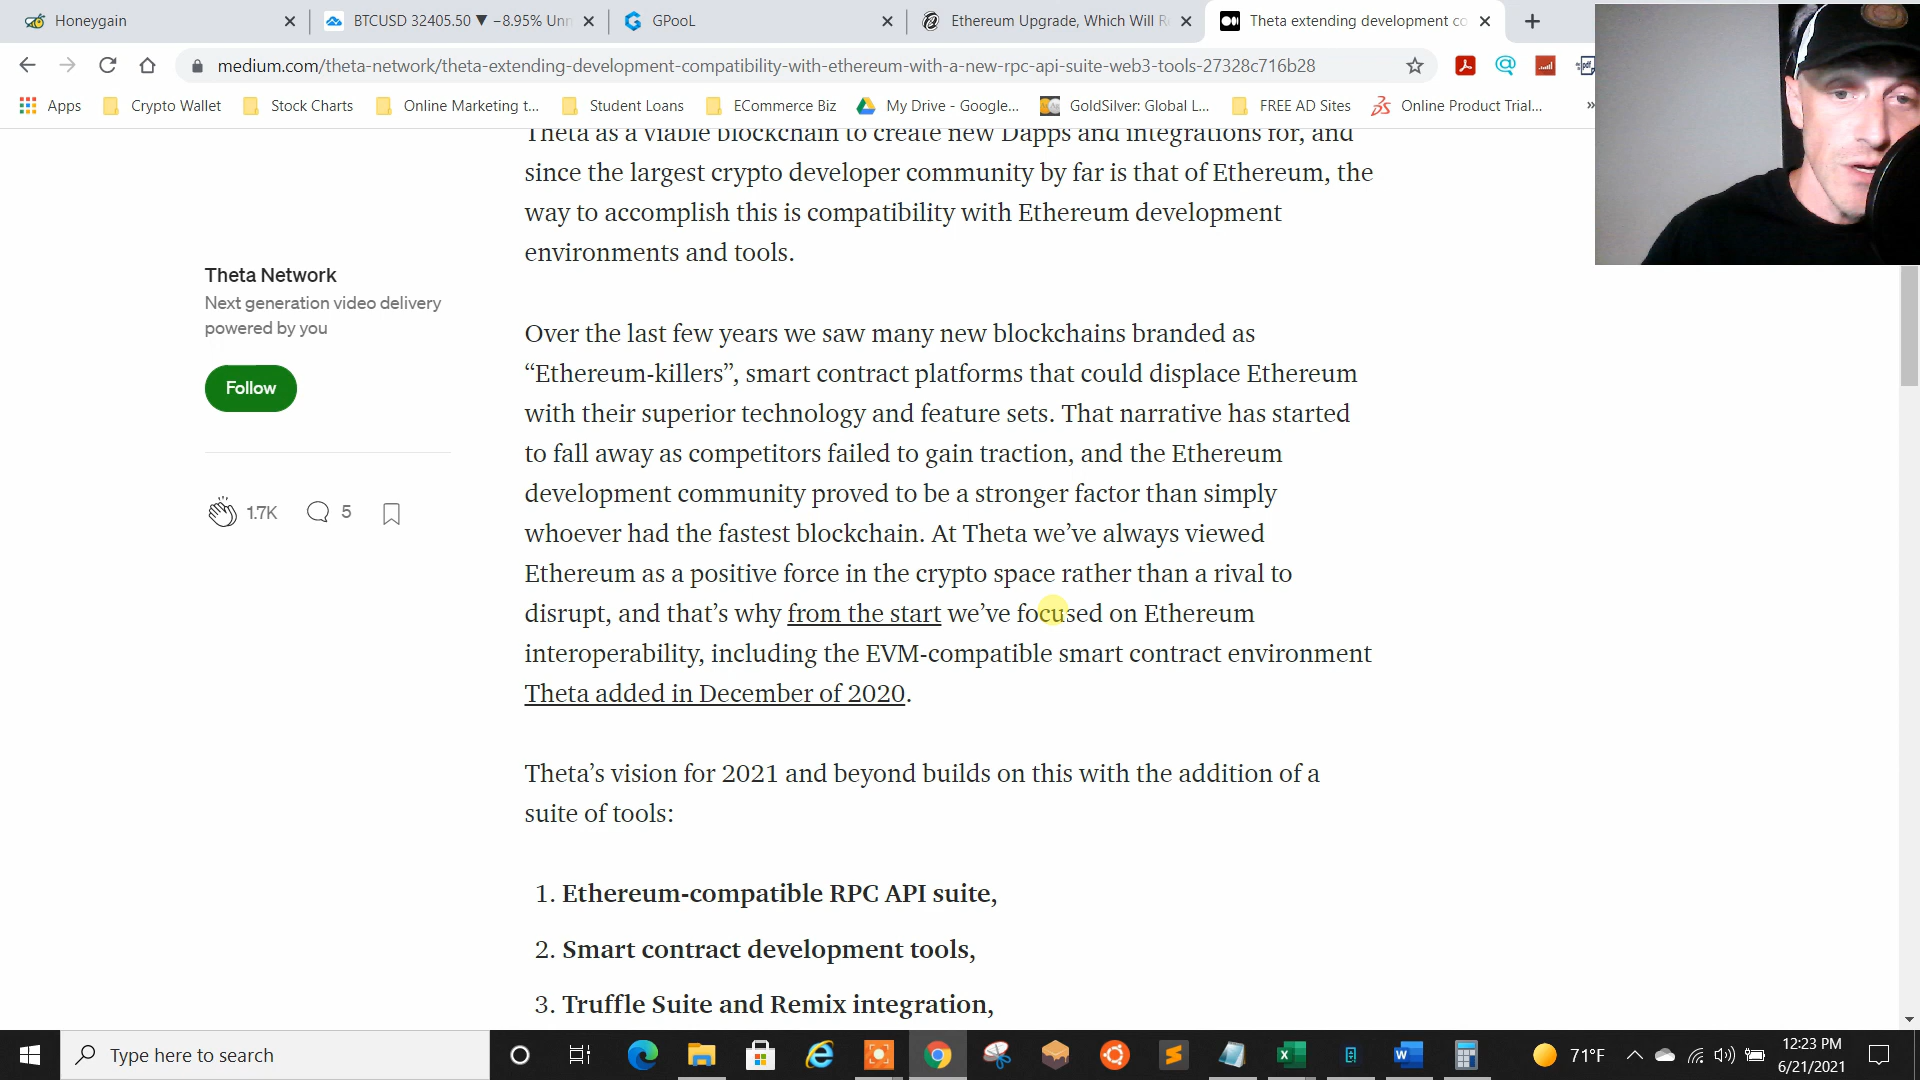 Honeygain
BTCUSD 32405.50 ▼ −8.95% Unn
GPooL
Ethereum Upgrade, Which Will R
Theta extending development co
medium.com/theta-network/theta-extending-development-compatibility-with-ethereum-with-a-new-rpc-api-suite-web3-tools-27328c716b28
Apps
Crypto Wallet
Stock Charts
Online Marketing t...
Student Loans
ECommerce Biz
My Drive - Google...
GoldSilver: Global L...
FREE AD Sites
Online Product Trial...
»
Theta as a viable blockchain to create new Dapps and integrations for, and
since the largest crypto developer community by far is that of Ethereum, the
way to accomplish this is compatibility with Ethereum development
environments and tools.
Theta Network
Next generation video delivery
powered by you
Follow
1.7K
5
Over the last few years we saw many new blockchains branded as
“Ethereum-killers”, smart contract platforms that could displace Ethereum
with their superior technology and feature sets. That narrative has started
to fall away as competitors failed to gain traction, and the Ethereum
development community proved to be a stronger factor than simply
whoever had the fastest blockchain. At Theta we’ve always viewed
Ethereum as a positive force in the crypto space rather than a rival to
disrupt, and that’s why from the start we’ve focused on Ethereum
interoperability, including the EVM-compatible smart contract environment
Theta added in December of 2020.
Theta’s vision for 2021 and beyond builds on this with the addition of a
suite of tools:
1. Ethereum-compatible RPC API suite,
2. Smart contract development tools,
3. Truffle Suite and Remix integration,
Type here to search
71°F
12:23 PM
6/21/2021